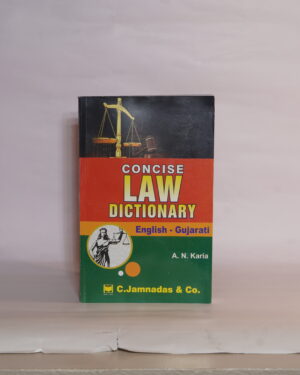 CONCISE
LAW
DICTIONARY
English - Gujarati
A. N. Karia
C.Jamnadas & Co.